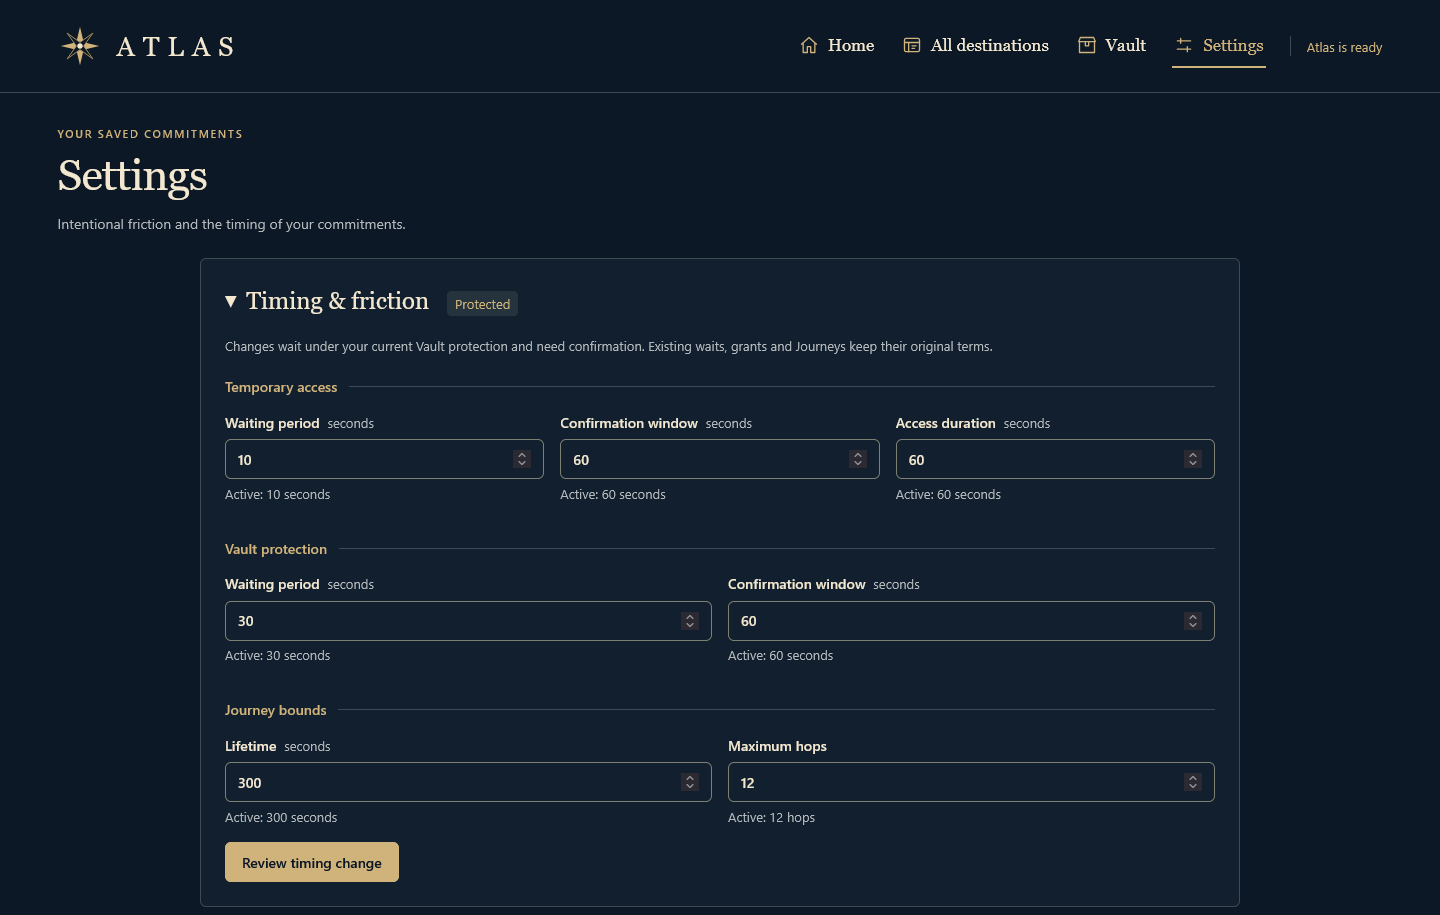 ATLAS
Home
All destinations
Vault
Settings
Atlas is ready
YOUR SAVED COMMITMENTS
Settings
Intentional friction and the timing of your commitments.
Timing & friction
Protected
Changes wait under your current Vault protection and need confirmation. Existing waits, grants and Journeys keep their original terms.
Temporary access
Waiting period seconds
10
Active: 10 seconds
Confirmation window seconds
60
Active: 60 seconds
Access duration seconds
60
Active: 60 seconds
Vault protection
Waiting period seconds
30
Active: 30 seconds
Confirmation window seconds
60
Active: 60 seconds
Journey bounds
Lifetime seconds
300
Active: 300 seconds
Maximum hops
12
Active: 12 hops
Review timing change